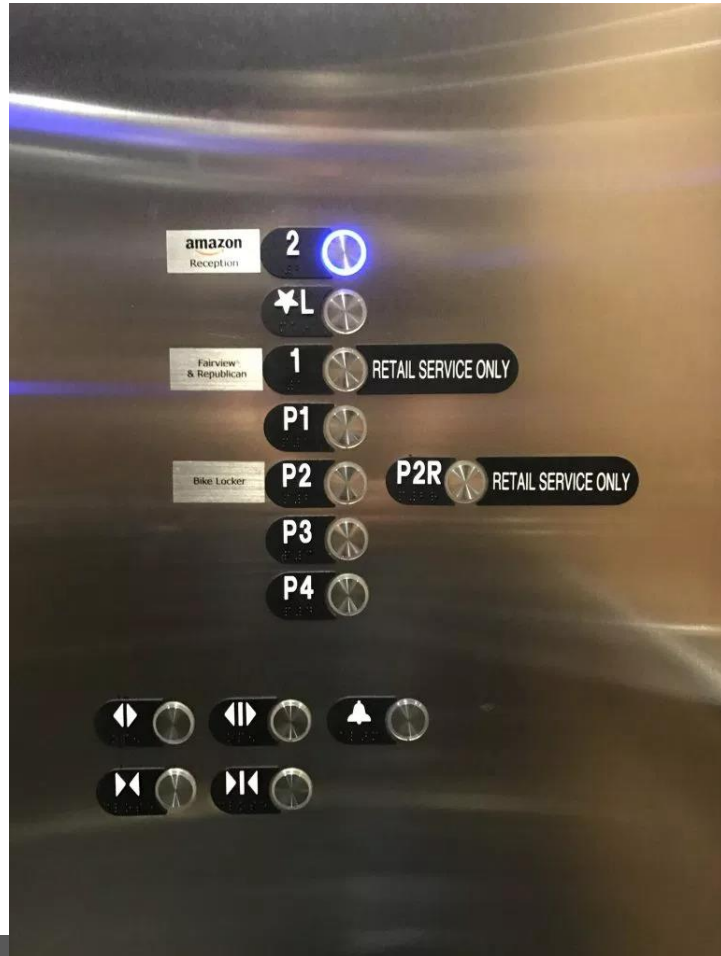 amazon
Reception
2
★L
Fairview
& Republican
1
RETAIL SERVICE ONLY
P1
Bike Locker
P2
P2R
RETAIL SERVICE ONLY
P3
P4